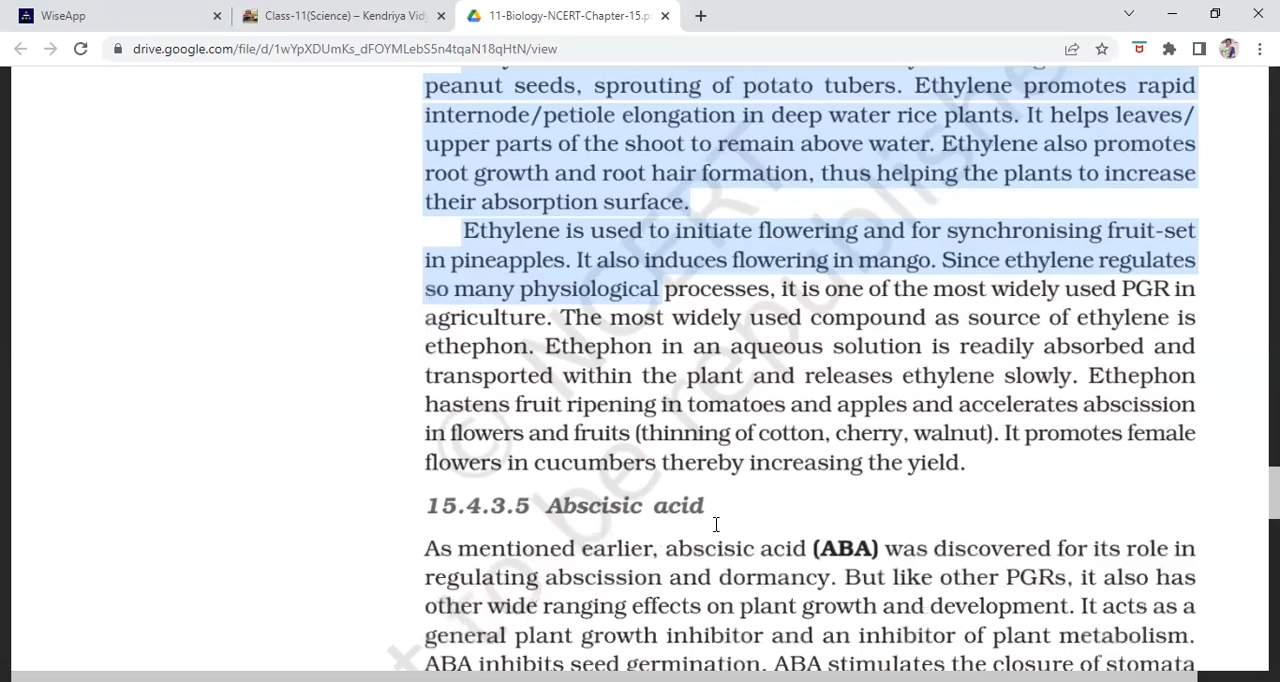 WiseApp
Class-11(Science) – Kendriya Vidy
11-Biology-NCERT-Chapter-15.p
drive.google.com/file/d/1wYpXDUmKs_dFOYMLebS5n4tqaN18qHtN/view
peanut seeds, sprouting of potato tubers. Ethylene promotes rapid
internode/petiole elongation in deep water rice plants. It helps leaves/
upper parts of the shoot to remain above water. Ethylene also promotes
root growth and root hair formation, thus helping the plants to increase
their absorption surface.
Ethylene is used to initiate flowering and for synchronising fruit-set
in pineapples. It also induces flowering in mango. Since ethylene regulates
so many physiological processes, it is one of the most widely used PGR in
agriculture. The most widely used compound as source of ethylene is
ethephon. Ethephon in an aqueous solution is readily absorbed and
transported within the plant and releases ethylene slowly. Ethephon
hastens fruit ripening in tomatoes and apples and accelerates abscission
in flowers and fruits (thinning of cotton, cherry, walnut). It promotes female
flowers in cucumbers thereby increasing the yield.
15.4.3.5 Abscisic acid
As mentioned earlier, abscisic acid (ABA) was discovered for its role in
regulating abscission and dormancy. But like other PGRs, it also has
other wide ranging effects on plant growth and development. It acts as a
general plant growth inhibitor and an inhibitor of plant metabolism.
ABA inhibits seed germination. ABA stimulates the closure of stomata
© NCERT
not to be republishe